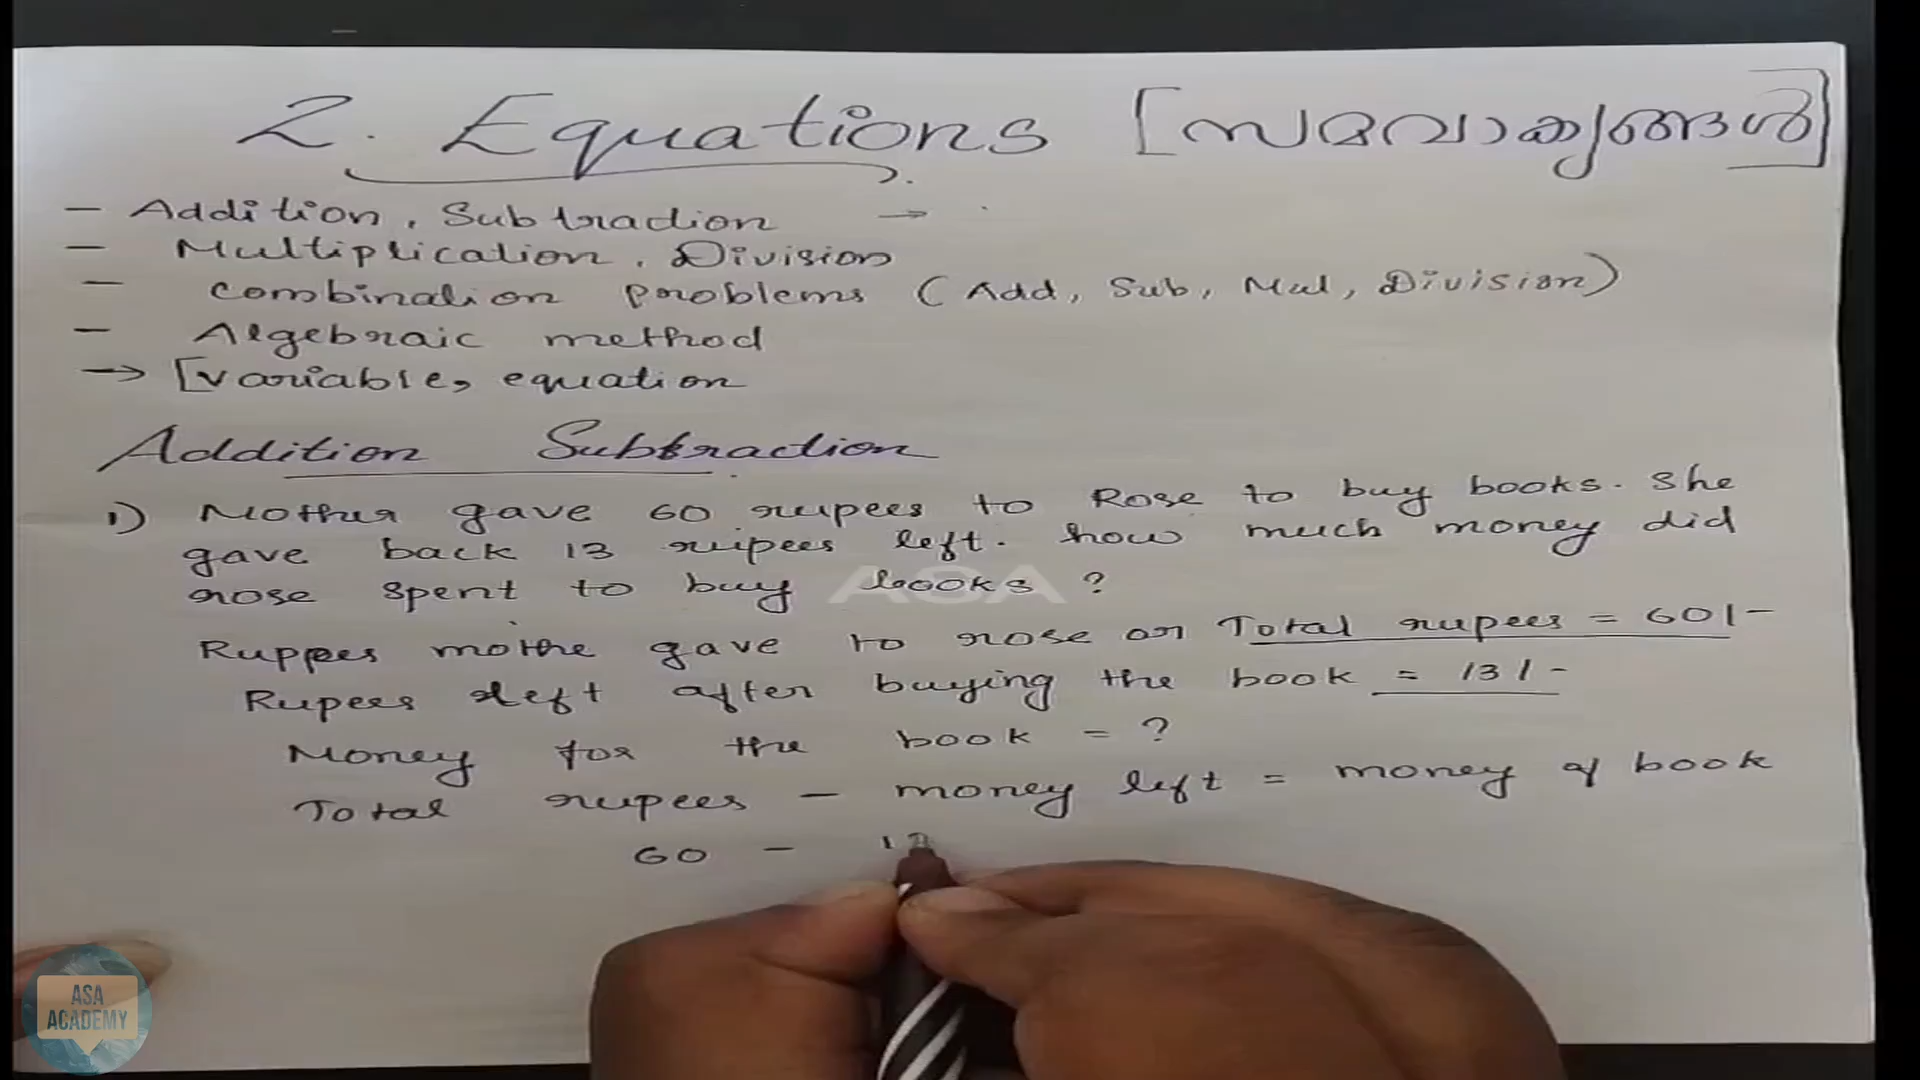 2. Equations [സമവാക്യങ്ങൾ]
- Addition, Subtraction →
- Multiplication, Division
- Combination problems (Add, Sub, Mul, Division)
- Algebraic method
→ [variable, equation
Addition Subtraction
1) Mother gave 60 rupees to Rose to buy books. She
gave back 13 rupees left. how much money did
rose spent to buy books ?
Ruppees mothe gave to rose or Total rupees = 60/-
Rupees left after buying the book = 13/-
Money for the book = ?
Total rupees - money left = money of book
60 - 13
ASA
ASA
ACADEMY